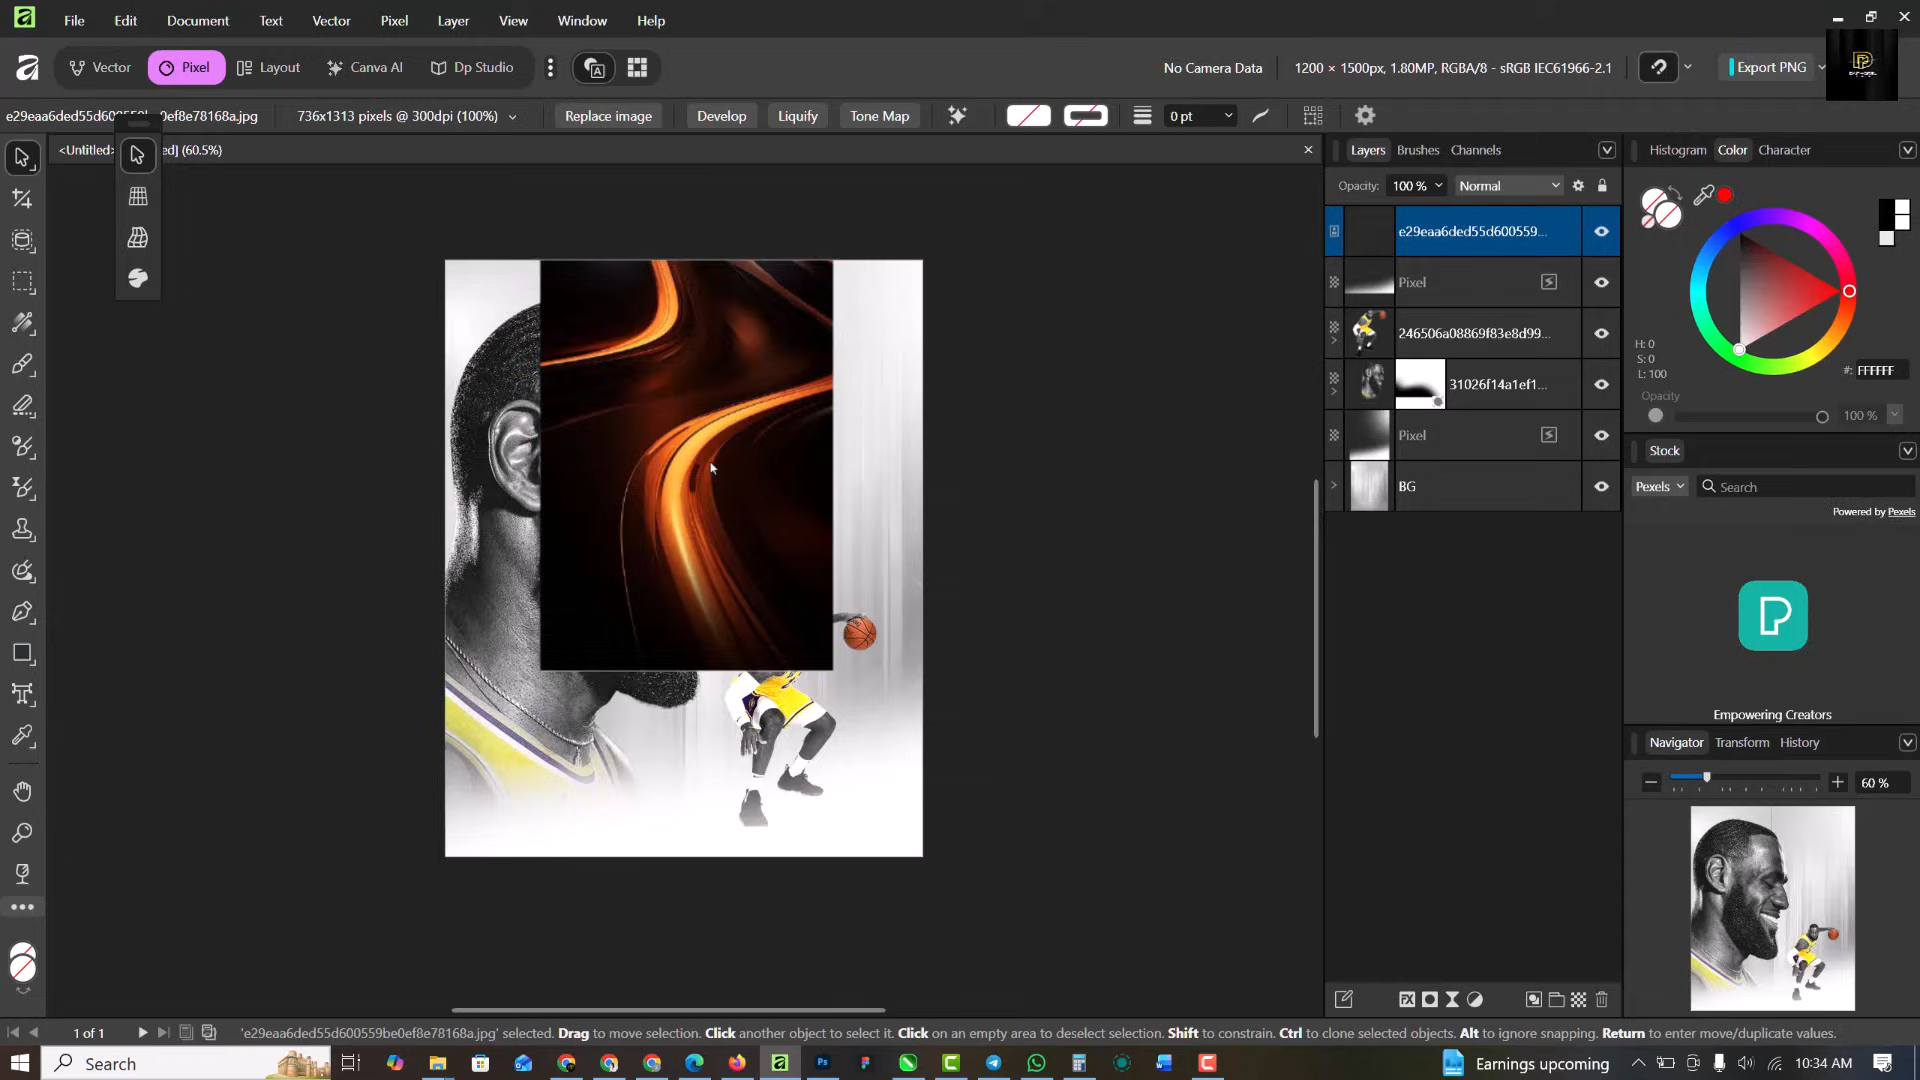 File Edit Document Text Vector Pixel Layer View Window Help
Vector Pixel Layout Canva AI Dp Studio No Camera Data 1200 × 1500px, 1.80MP, RGBA/8 - sRGB IEC61966-2.1 Export PNG
736x1313 pixels @ 300dpi (100%) Replace image Develop Liquify Tone Map 0 pt
<Untitled> (60.5%) Layers Brushes Channels Histogram Color Character
Opacity: 100 % Normal
e29eaa6ded55d600559...
Pixel
246506a08869f83e8d99...
31026f14a1ef1...
Pixel
BG
H: 0
S: 0
L: 100
#: FFFFFF
Opacity
100 %
Stock
Pexels Search
Powered by Pexels
Empowering Creators
Navigator Transform History
60 %
1 of 1 'e29eaa6ded55d600559be0ef8e78168a.jpg' selected. Drag to move selection. Click another object to select it. Click on an empty area to deselect selection. Shift to constrain. Ctrl to clone selected objects. Alt to ignore snapping. Return to enter move/duplicate values.
Search Earnings upcoming 10:34 AM